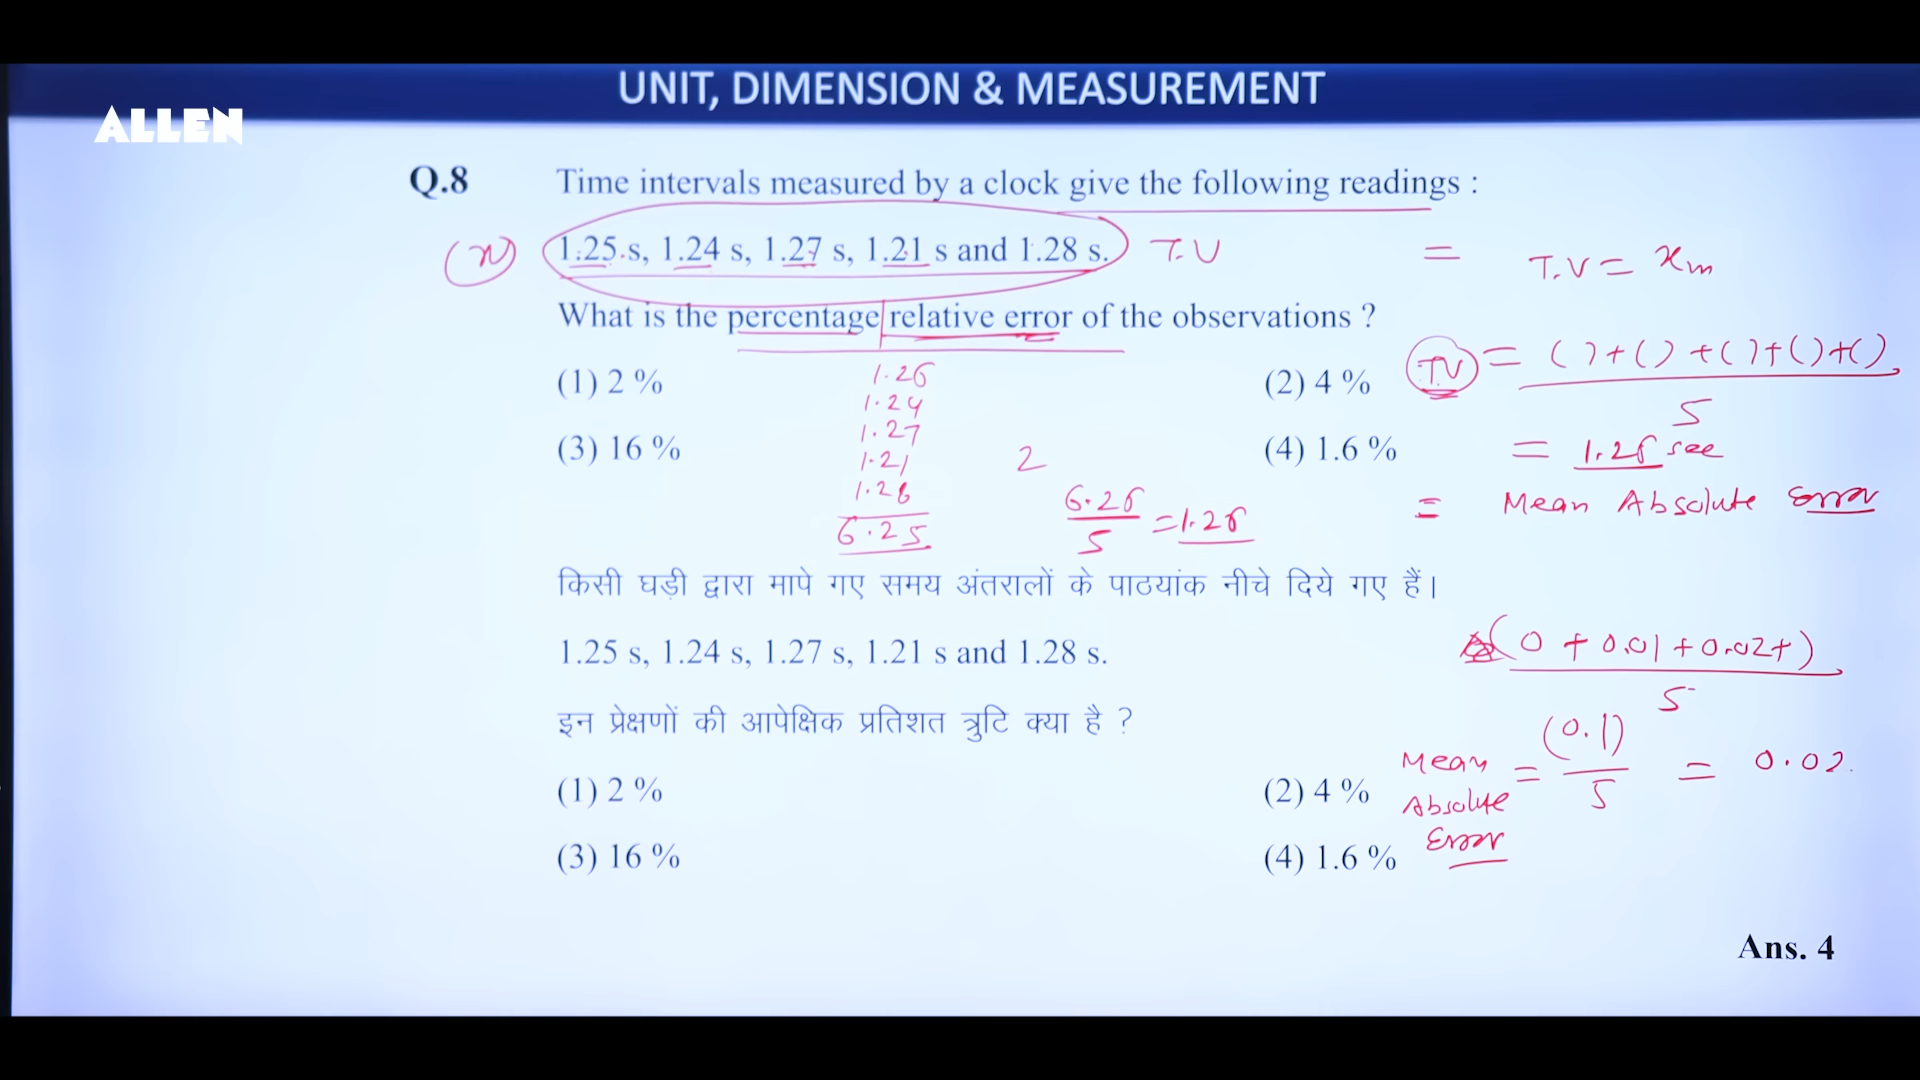 UNIT, DIMENSION & MEASUREMENT
ALLEN
Q.8 Time intervals measured by a clock give the following readings :
(x) 1.25 s, 1.24 s, 1.27 s, 1.21 s and 1.28 s. T.V = T.V = xm
What is the percentage relative error of the observations ?
TV = ( ) + ( ) + ( ) + ( ) + ( )
5
(1) 2 % (2) 4 %
(3) 16 % (4) 1.6 %
1.25
1.24
1.27
1.21
1.28
6.25
2
6.25
5
= 1.25
= 1.25 sec
= Mean Absolute Error
किसी घड़ी द्वारा मापे गए समय अंतरालों के पाठयांक नीचे दिये गए हैं।
1.25 s, 1.24 s, 1.27 s, 1.21 s and 1.28 s.
( 0 + 0.01 + 0.02 + )
5
इन प्रेक्षणों की आपेक्षिक प्रतिशत त्रुटि क्या है ?
(1) 2 % (2) 4 %
(3) 16 % (4) 1.6 %
Mean
Absolute
Error
= (0.1)
5
= 0.02
Ans. 4